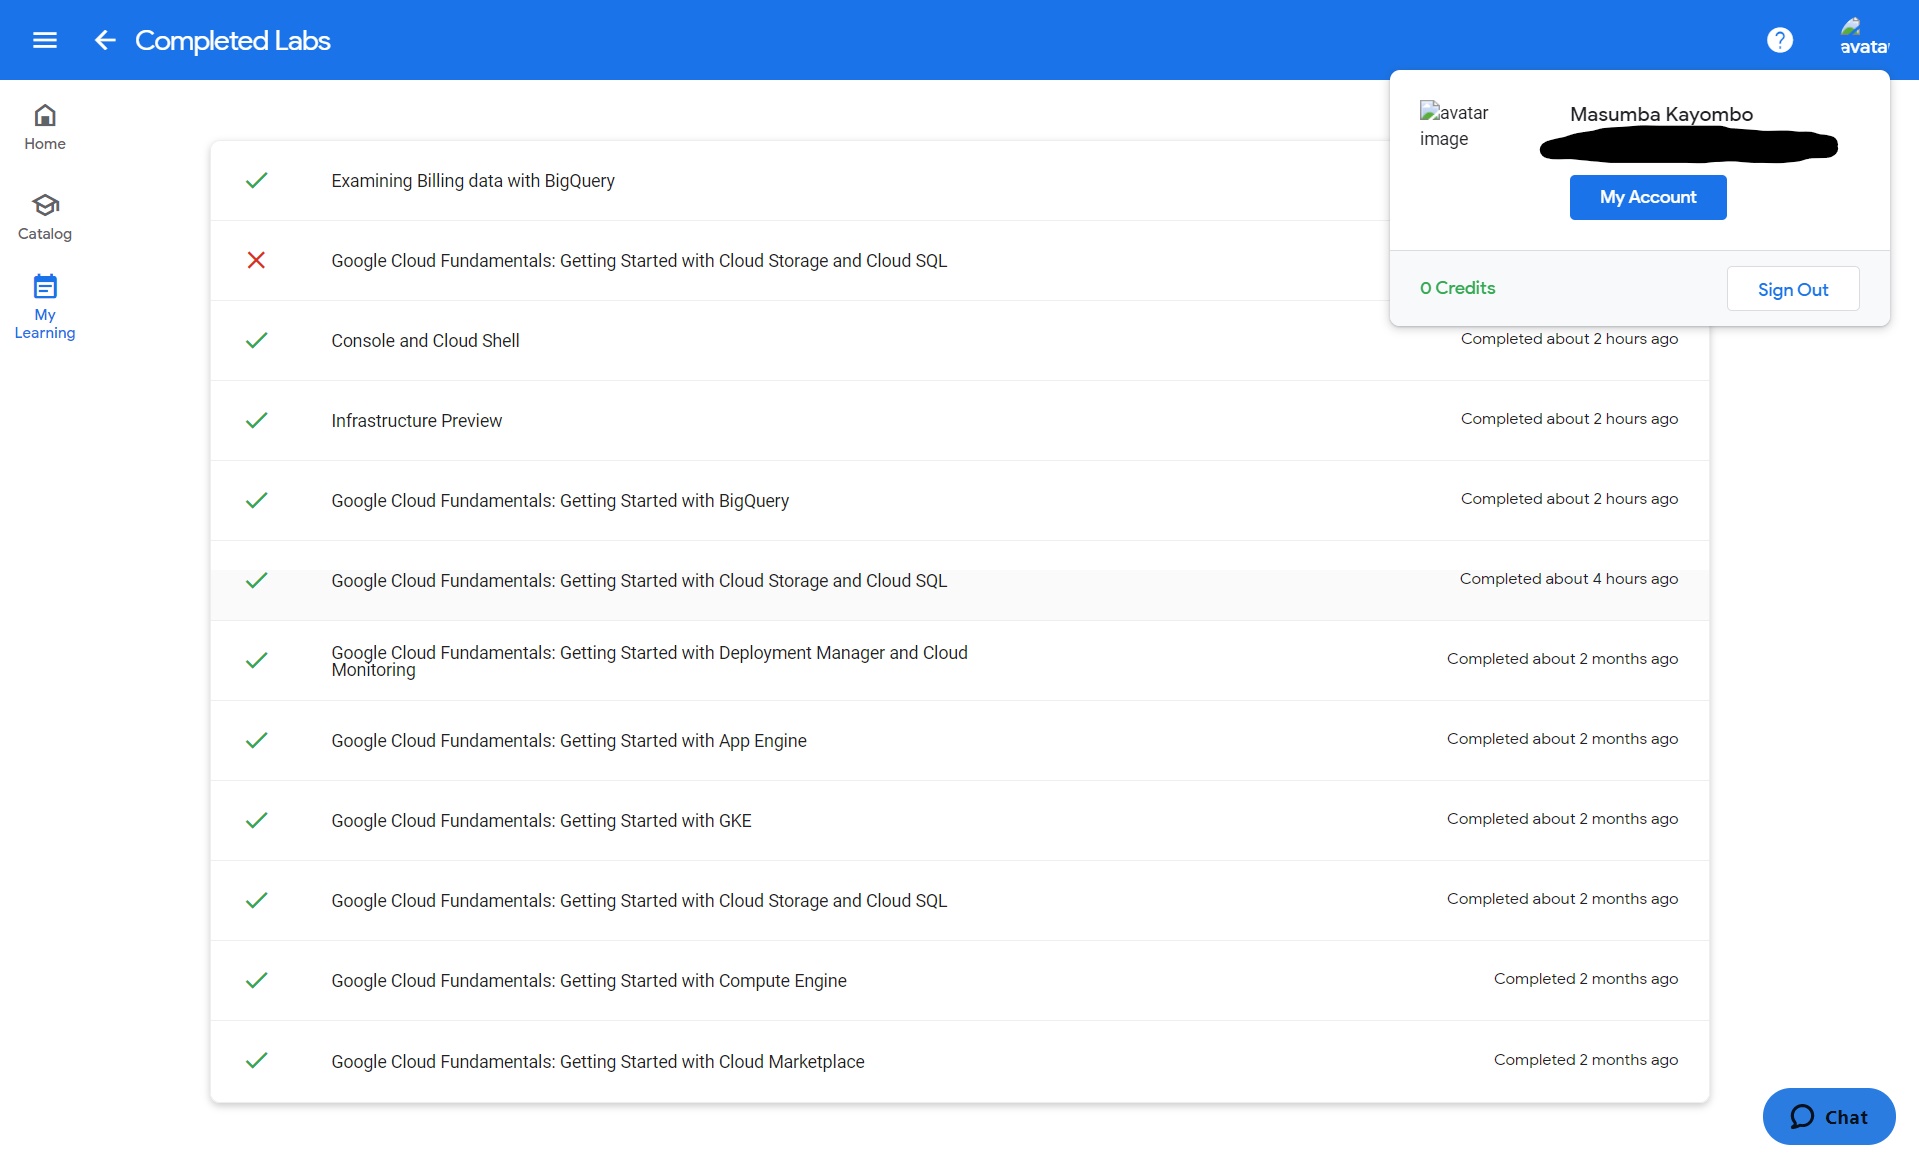 Completed Labs
?
avata
Home
Catalog
My
Learning
avatar
image
Masumba Kayombo
My Account
0 Credits
Sign Out
Examining Billing data with BigQuery
Google Cloud Fundamentals: Getting Started with Cloud Storage and Cloud SQL
Console and Cloud Shell
Completed about 2 hours ago
Infrastructure Preview
Completed about 2 hours ago
Google Cloud Fundamentals: Getting Started with BigQuery
Completed about 2 hours ago
Google Cloud Fundamentals: Getting Started with Cloud Storage and Cloud SQL
Completed about 4 hours ago
Google Cloud Fundamentals: Getting Started with Deployment Manager and Cloud
Monitoring
Completed about 2 months ago
Google Cloud Fundamentals: Getting Started with App Engine
Completed about 2 months ago
Google Cloud Fundamentals: Getting Started with GKE
Completed about 2 months ago
Google Cloud Fundamentals: Getting Started with Cloud Storage and Cloud SQL
Completed about 2 months ago
Google Cloud Fundamentals: Getting Started with Compute Engine
Completed 2 months ago
Google Cloud Fundamentals: Getting Started with Cloud Marketplace
Completed 2 months ago
Chat